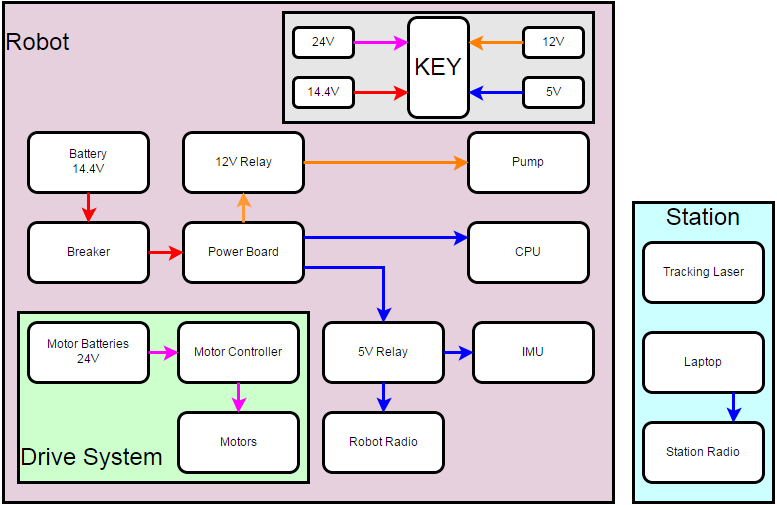 Robot
24V
KEY
12V
14.4V
5V
Battery
14.4V
12V Relay
Pump
Breaker
Power Board
CPU
Motor Batteries
24V
Motor Controller
5V Relay
IMU
Motors
Robot Radio
Drive System
Station
Tracking Laser
Laptop
Station Radio